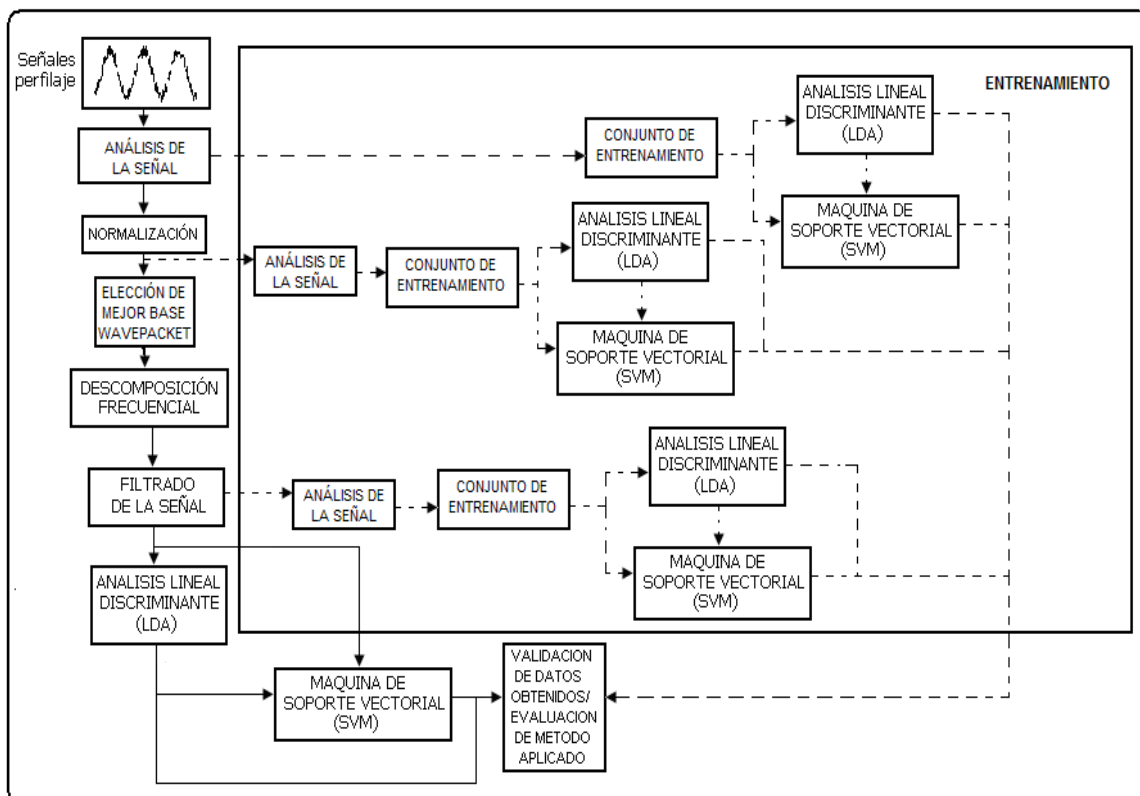 Señales
perfilaje
ENTRENAMIENTO
ANÁLISIS DE
LA SEÑAL
CONJUNTO DE
ENTRENAMIENTO
ANALISIS LINEAL
DISCRIMINANTE
(LDA)
MAQUINA DE
SOPORTE VECTORIAL
(SVM)
NORMALIZACIÓN
ANÁLISIS DE
LA SEÑAL
CONJUNTO DE
ENTRENAMIENTO
ANALISIS LINEAL
DISCRIMINANTE
(LDA)
MAQUINA DE
SOPORTE VECTORIAL
(SVM)
ELECCIÓN DE
MEJOR BASE
WAVEPACKET
DESCOMPOSICIÓN
FRECUENCIAL
FILTRADO
DE LA SEÑAL
ANÁLISIS DE
LA SEÑAL
CONJUNTO DE
ENTRENAMIENTO
ANALISIS LINEAL
DISCRIMINANTE
(LDA)
MAQUINA DE
SOPORTE VECTORIAL
(SVM)
ANALISIS LINEAL
DISCRIMINANTE
(LDA)
MAQUINA DE
SOPORTE VECTORIAL
(SVM)
VALIDACION
DE DATOS
OBTENIDOS/
EVALUACION
DE METODO
APLICADO